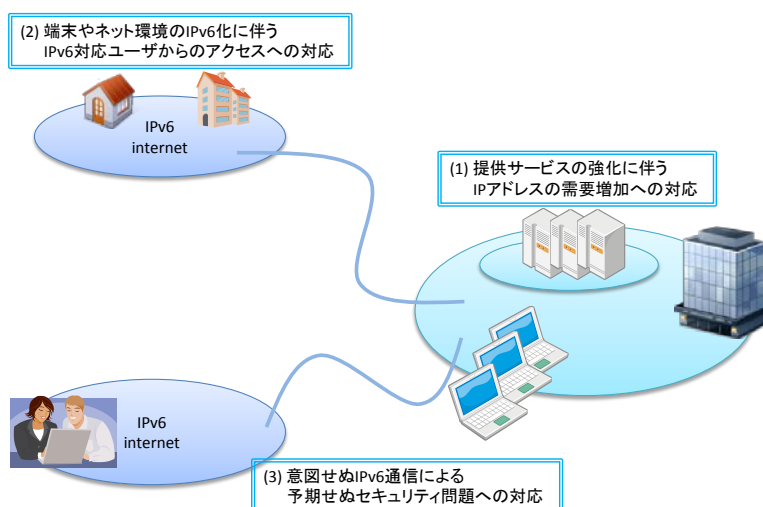 (2) 端末やネット環境のIPv6化に伴う
IPv6対応ユーザからのアクセスへの対応
IPv6
internet
(1) 提供サービスの強化に伴う
IPアドレスの需要増加への対応
IPv6
internet
(3) 意図せぬIPv6通信による
予期せぬセキュリティ問題への対応